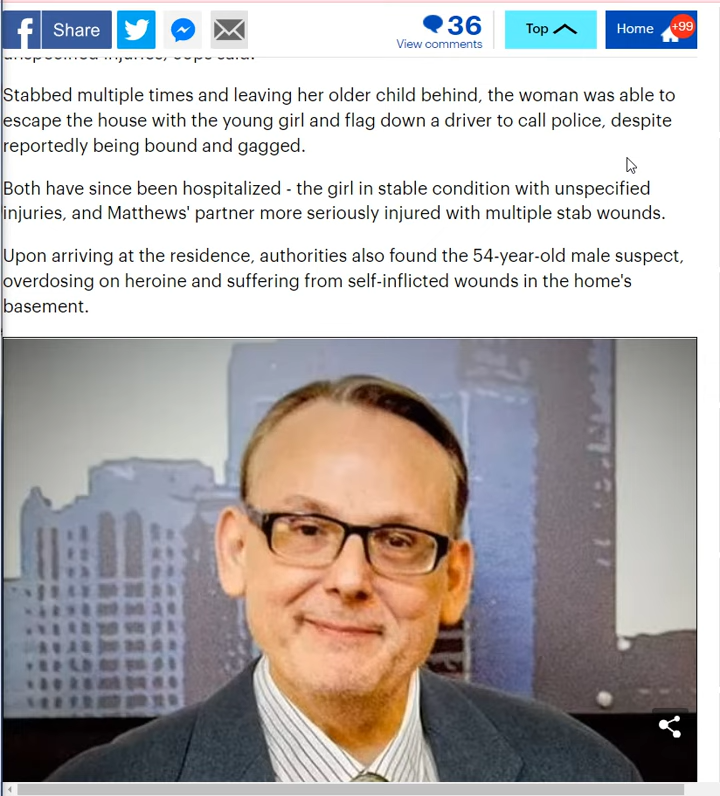 Share
36
View comments
Top
Home
+99
Stabbed multiple times and leaving her older child behind, the woman was able to
escape the house with the young girl and flag down a driver to call police, despite
reportedly being bound and gagged.
Both have since been hospitalized - the girl in stable condition with unspecified
injuries, and Matthews' partner more seriously injured with multiple stab wounds.
Upon arriving at the residence, authorities also found the 54-year-old male suspect,
overdosing on heroine and suffering from self-inflicted wounds in the home's
basement.